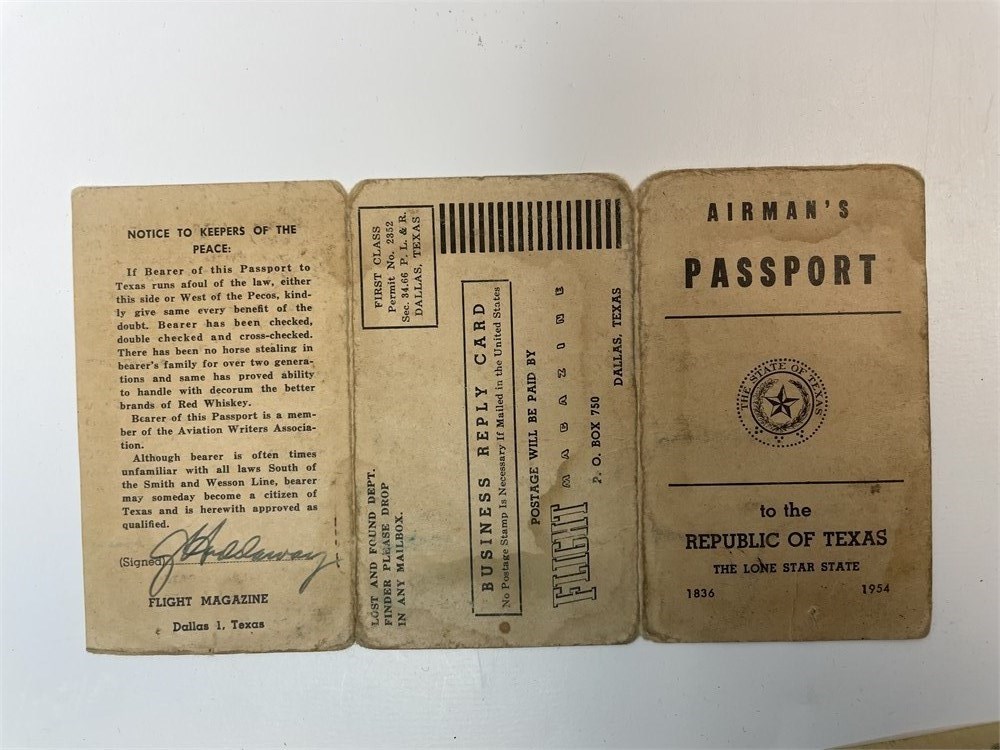 NOTICE TO KEEPERS OF THE
PEACE:
If Bearer of this Passport to
Texas runs afoul of the law, either
this side or West of the Pecos, kind-
ly give same every benefit of the
doubt. Bearer has been checked,
double checked and cross-checked.
There has been no horse stealing in
bearer's family for over two genera-
tions and same has proved ability
to handle with decorum the better
brands of Red Whiskey.
Bearer of this Passport is a mem-
ber of the Aviation Writers Associa-
tion.
Although bearer is often times
unfamiliar with all laws South of
the Smith and Wesson Line, bearer
may someday become a citizen of
Texas and is herewith approved as
qualified.
(Signed)
FLIGHT MAGAZINE
Dallas 1, Texas
FIRST CLASS
Permit No. 2352
Sec. 34.66 P. L. & R.
DALLAS, TEXAS
LOST AND FOUND DEPT.
FINDER PLEASE DROP
IN ANY MAILBOX.
BUSINESS REPLY CARD
No Postage Stamp Is Necessary If Mailed in the United States
POSTAGE WILL BE PAID BY
FLIGHT MAGAZINE
P. O. BOX 750
DALLAS, TEXAS
AIRMAN'S
PASSPORT
THE STATE OF TEXAS
to the
REPUBLIC OF TEXAS
THE LONE STAR STATE
1836 1954